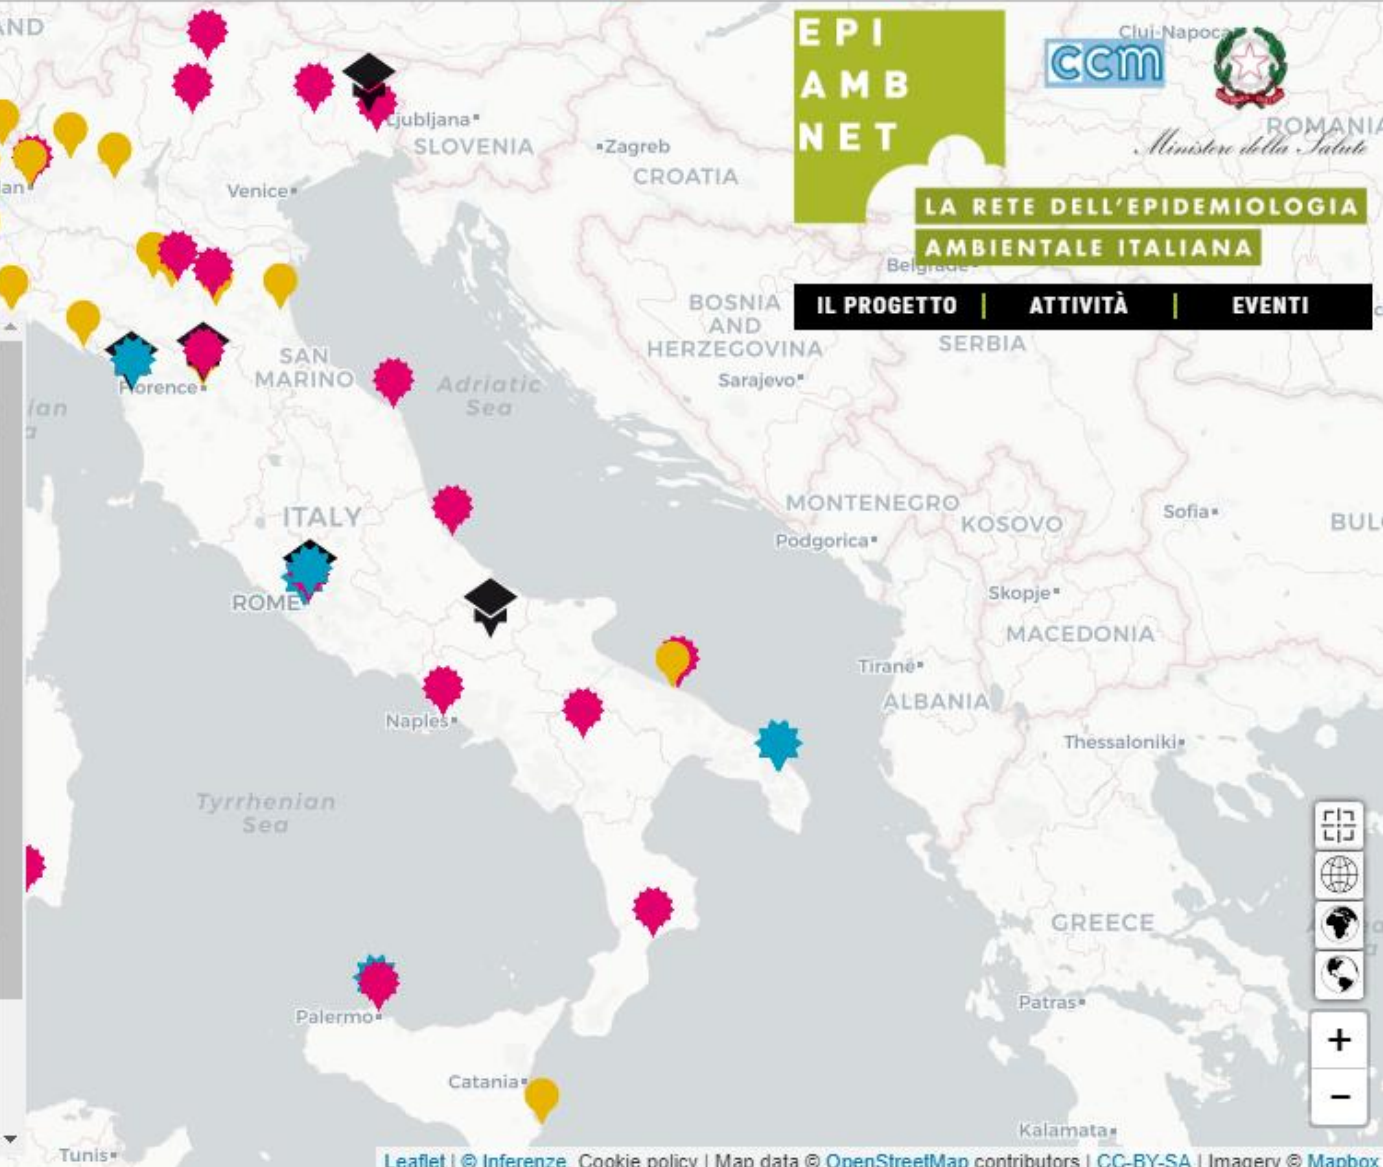 AND
EPI
AMB
NET
ccm
Cluj-Napoca
ROMANIA
Ministero della Salute
LA RETE DELL'EPIDEMIOLOGIA
AMBIENTALE ITALIANA
IL PROGETTO | ATTIVITÀ | EVENTI
Ljubljana
SLOVENIA
Zagreb
CROATIA
Venice
Belgrade
BOSNIA
AND
HERZEGOVINA
SERBIA
Sarajevo
SAN
MARINO
Florence
Adriatic
Sea
ITALY
ROME
MONTENEGRO
KOSOVO
Podgorica
Sofia
BUL
Skopje
MACEDONIA
Tirane
ALBANIA
Naples
Thessaloniki
Tyrrhenian
Sea
GREECE
Patras
Palermo
Catania
Kalamata
Tunis
+
−
Leaflet | © Inferenze. Cookie policy | Map data © OpenStreetMap contributors | CC-BY-SA | Imagery © Mapbox